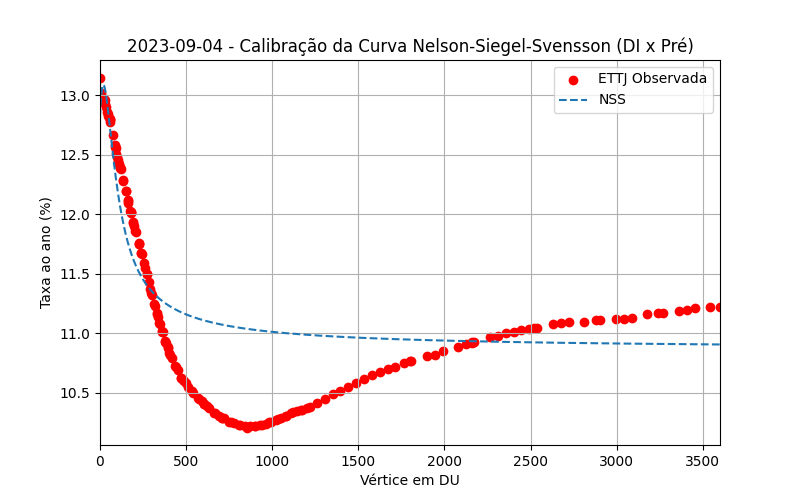 2023-09-04 - Calibração da Curva Nelson-Siegel-Svensson (DI x Pré)
ETTJ Observada
NSS
Taxa ao ano (%)
13.0
12.5
12.0
11.5
11.0
10.5
0 500 1000 1500 2000 2500 3000 3500
Vértice em DU